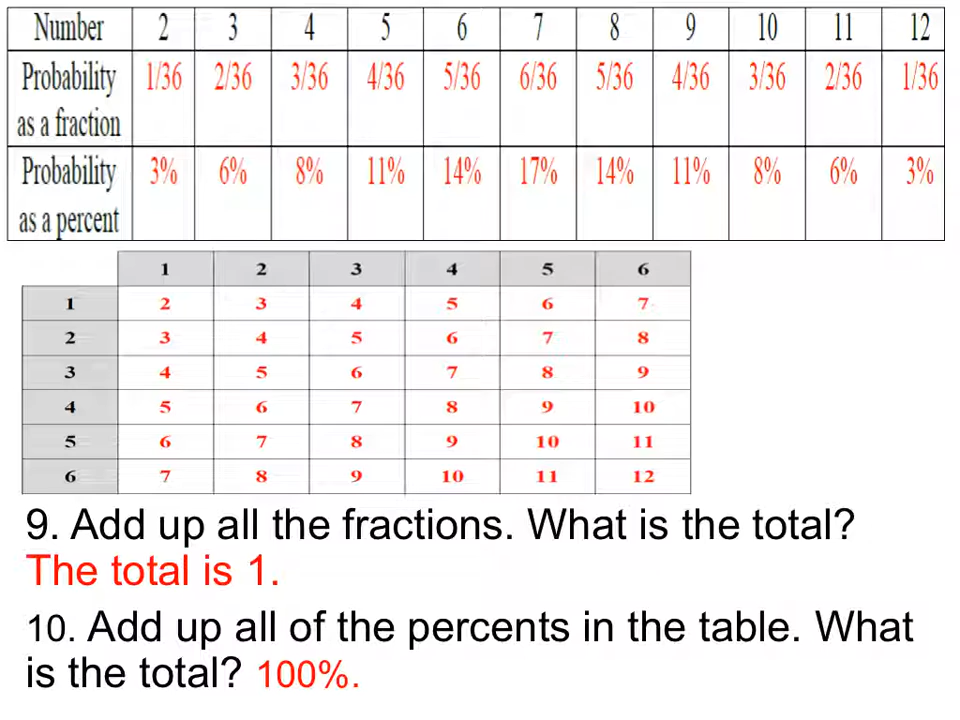 Number 2 3 4 5 6 7 8 9 10 11 12
Probability as a fraction 1/36 2/36 3/36 4/36 5/36 6/36 5/36 4/36 3/36 2/36 1/36
Probability as a percent 3% 6% 8% 11% 14% 17% 14% 11% 8% 6% 3%
1 2 3 4 5 6
1 2 3 4 5 6 7
2 3 4 5 6 7 8
3 4 5 6 7 8 9
4 5 6 7 8 9 10
5 6 7 8 9 10 11
6 7 8 9 10 11 12
9. Add up all the fractions. What is the total?
The total is 1.
10. Add up all of the percents in the table. What
is the total? 100%.